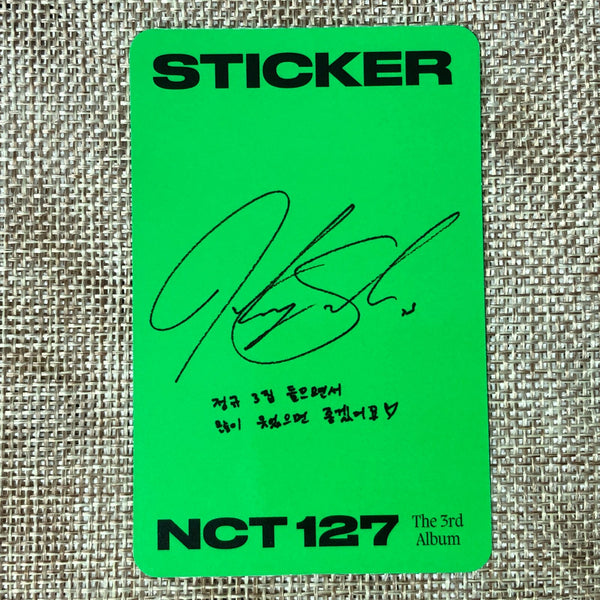 STICKER
정규 3집 들으면서
많이 웃었으면 좋겠어요♡
NCT 127
The 3rd
Album